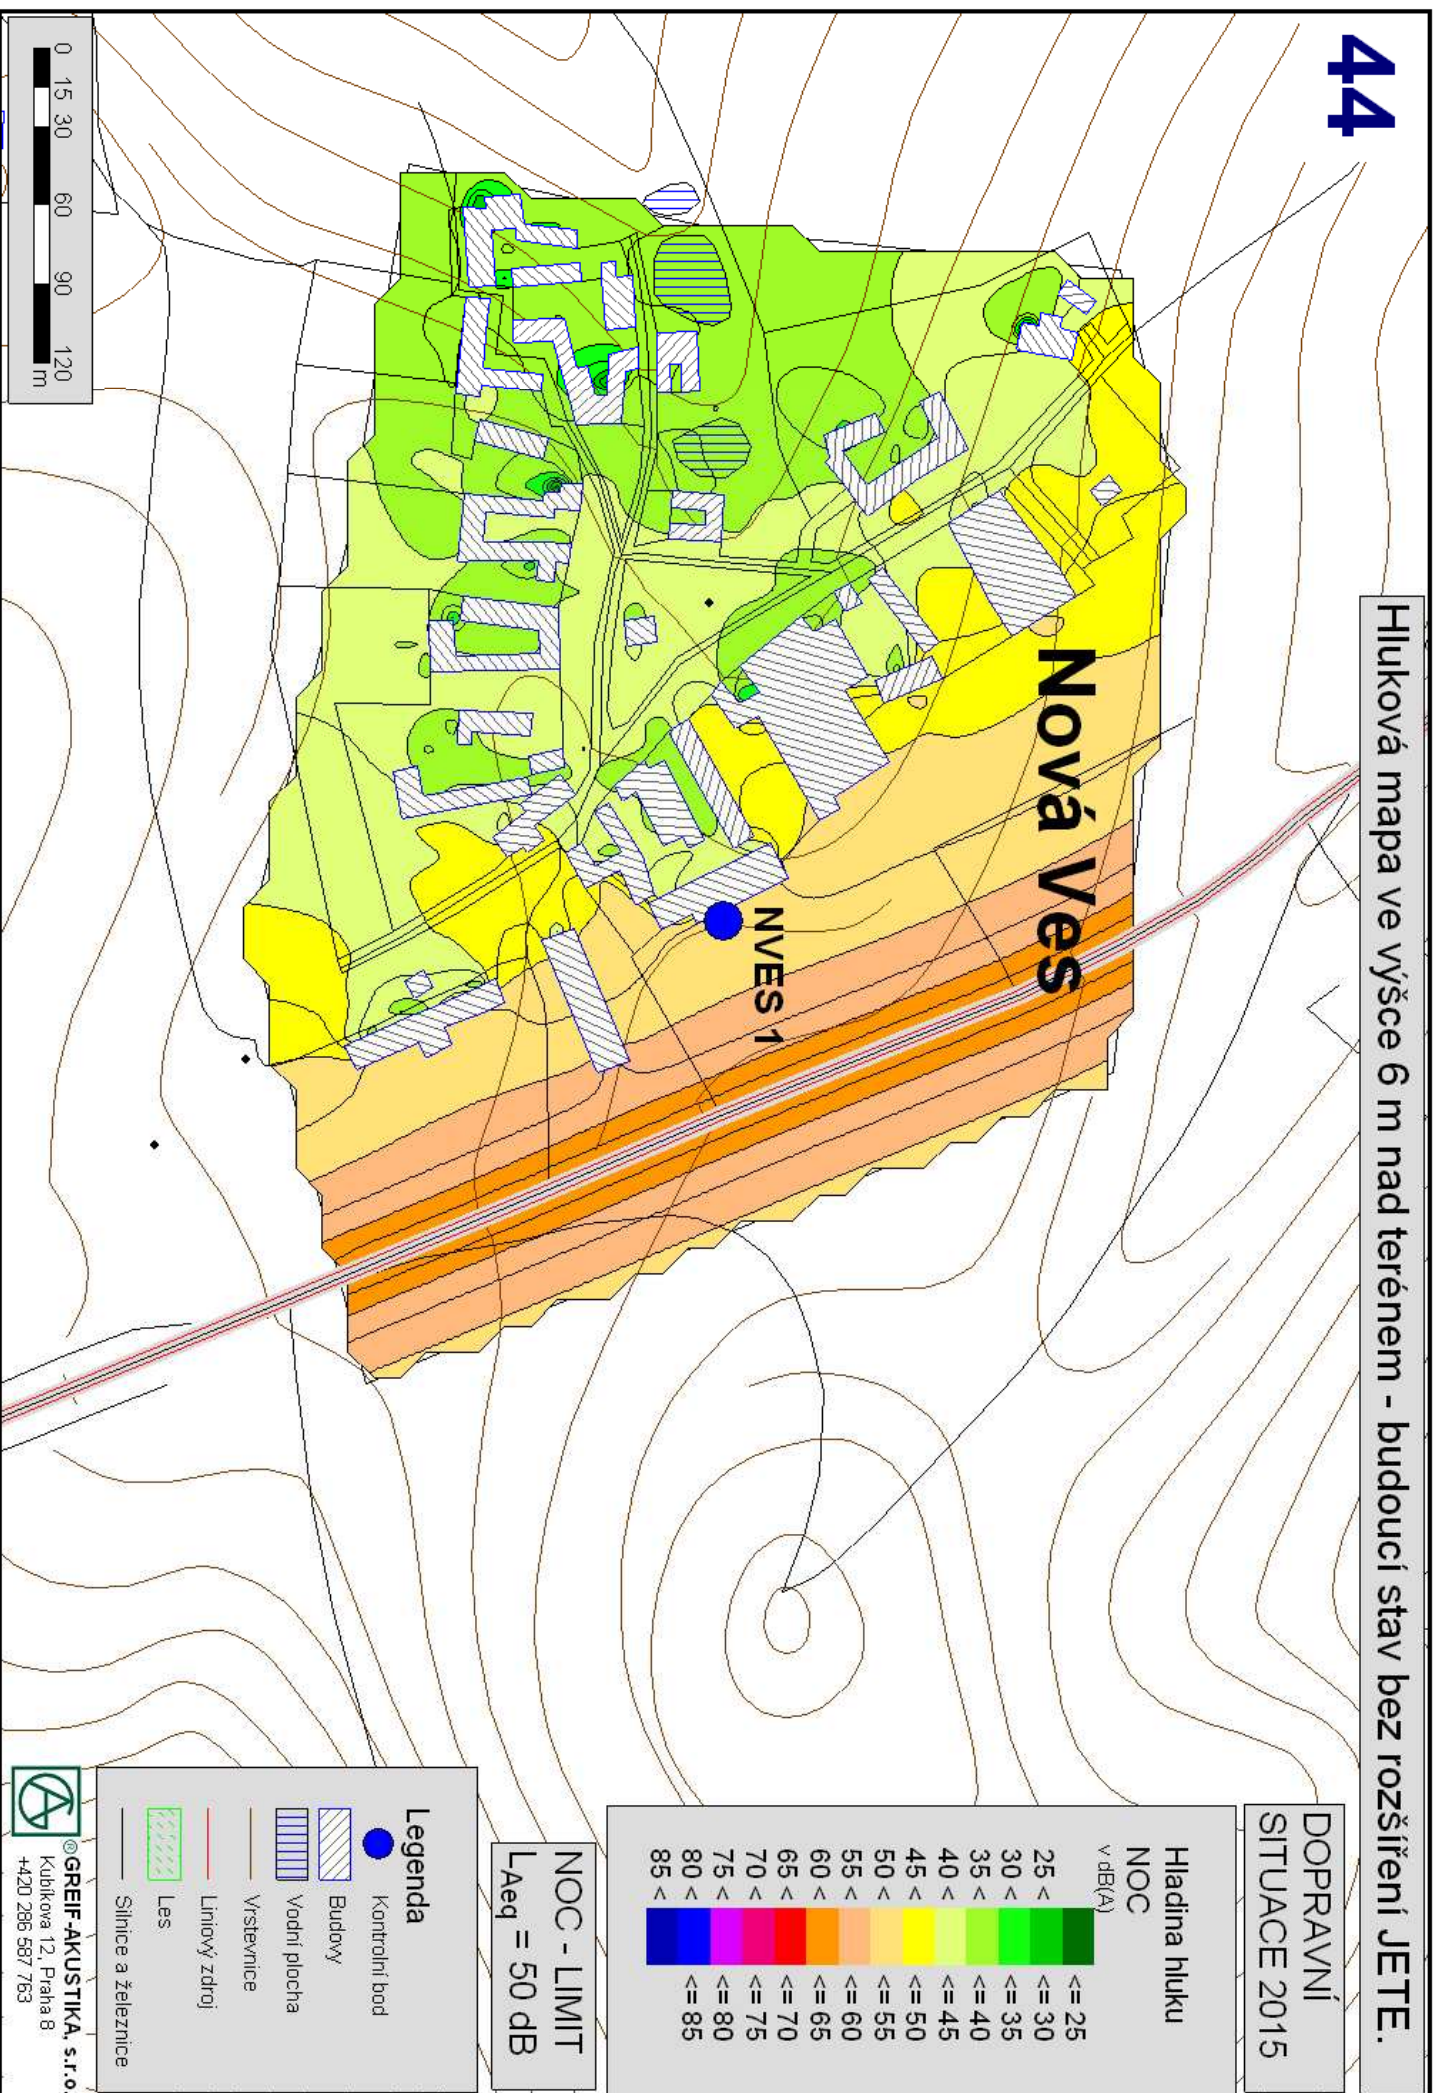 44
Hluková mapa ve výšce 6 m nad terénem - budoucí stav bez rozšíření JETE.
DOPRAVNÍ
SITUACE 2015
Nová Ves
NVES 1
Hladina hluku
NOC
v dB(A)
<= 25
25 < <= 30
30 < <= 35
35 < <= 40
40 < <= 45
45 < <= 50
50 < <= 55
55 < <= 60
60 < <= 65
65 < <= 70
70 < <= 75
75 < <= 80
80 < <= 85
85 <
NOC - LIMIT
LAeq = 50 dB
Legenda
Kontrolní bod
Budovy
Vodní plocha
Vrstevnice
Liniový zdroj
Les
Silnice a železnice
0 15 30 60 90 120
m
®GREIF-AKUSTIKA, s.r.o.
Kubíkova 12, Praha 8
+420 286 587 763